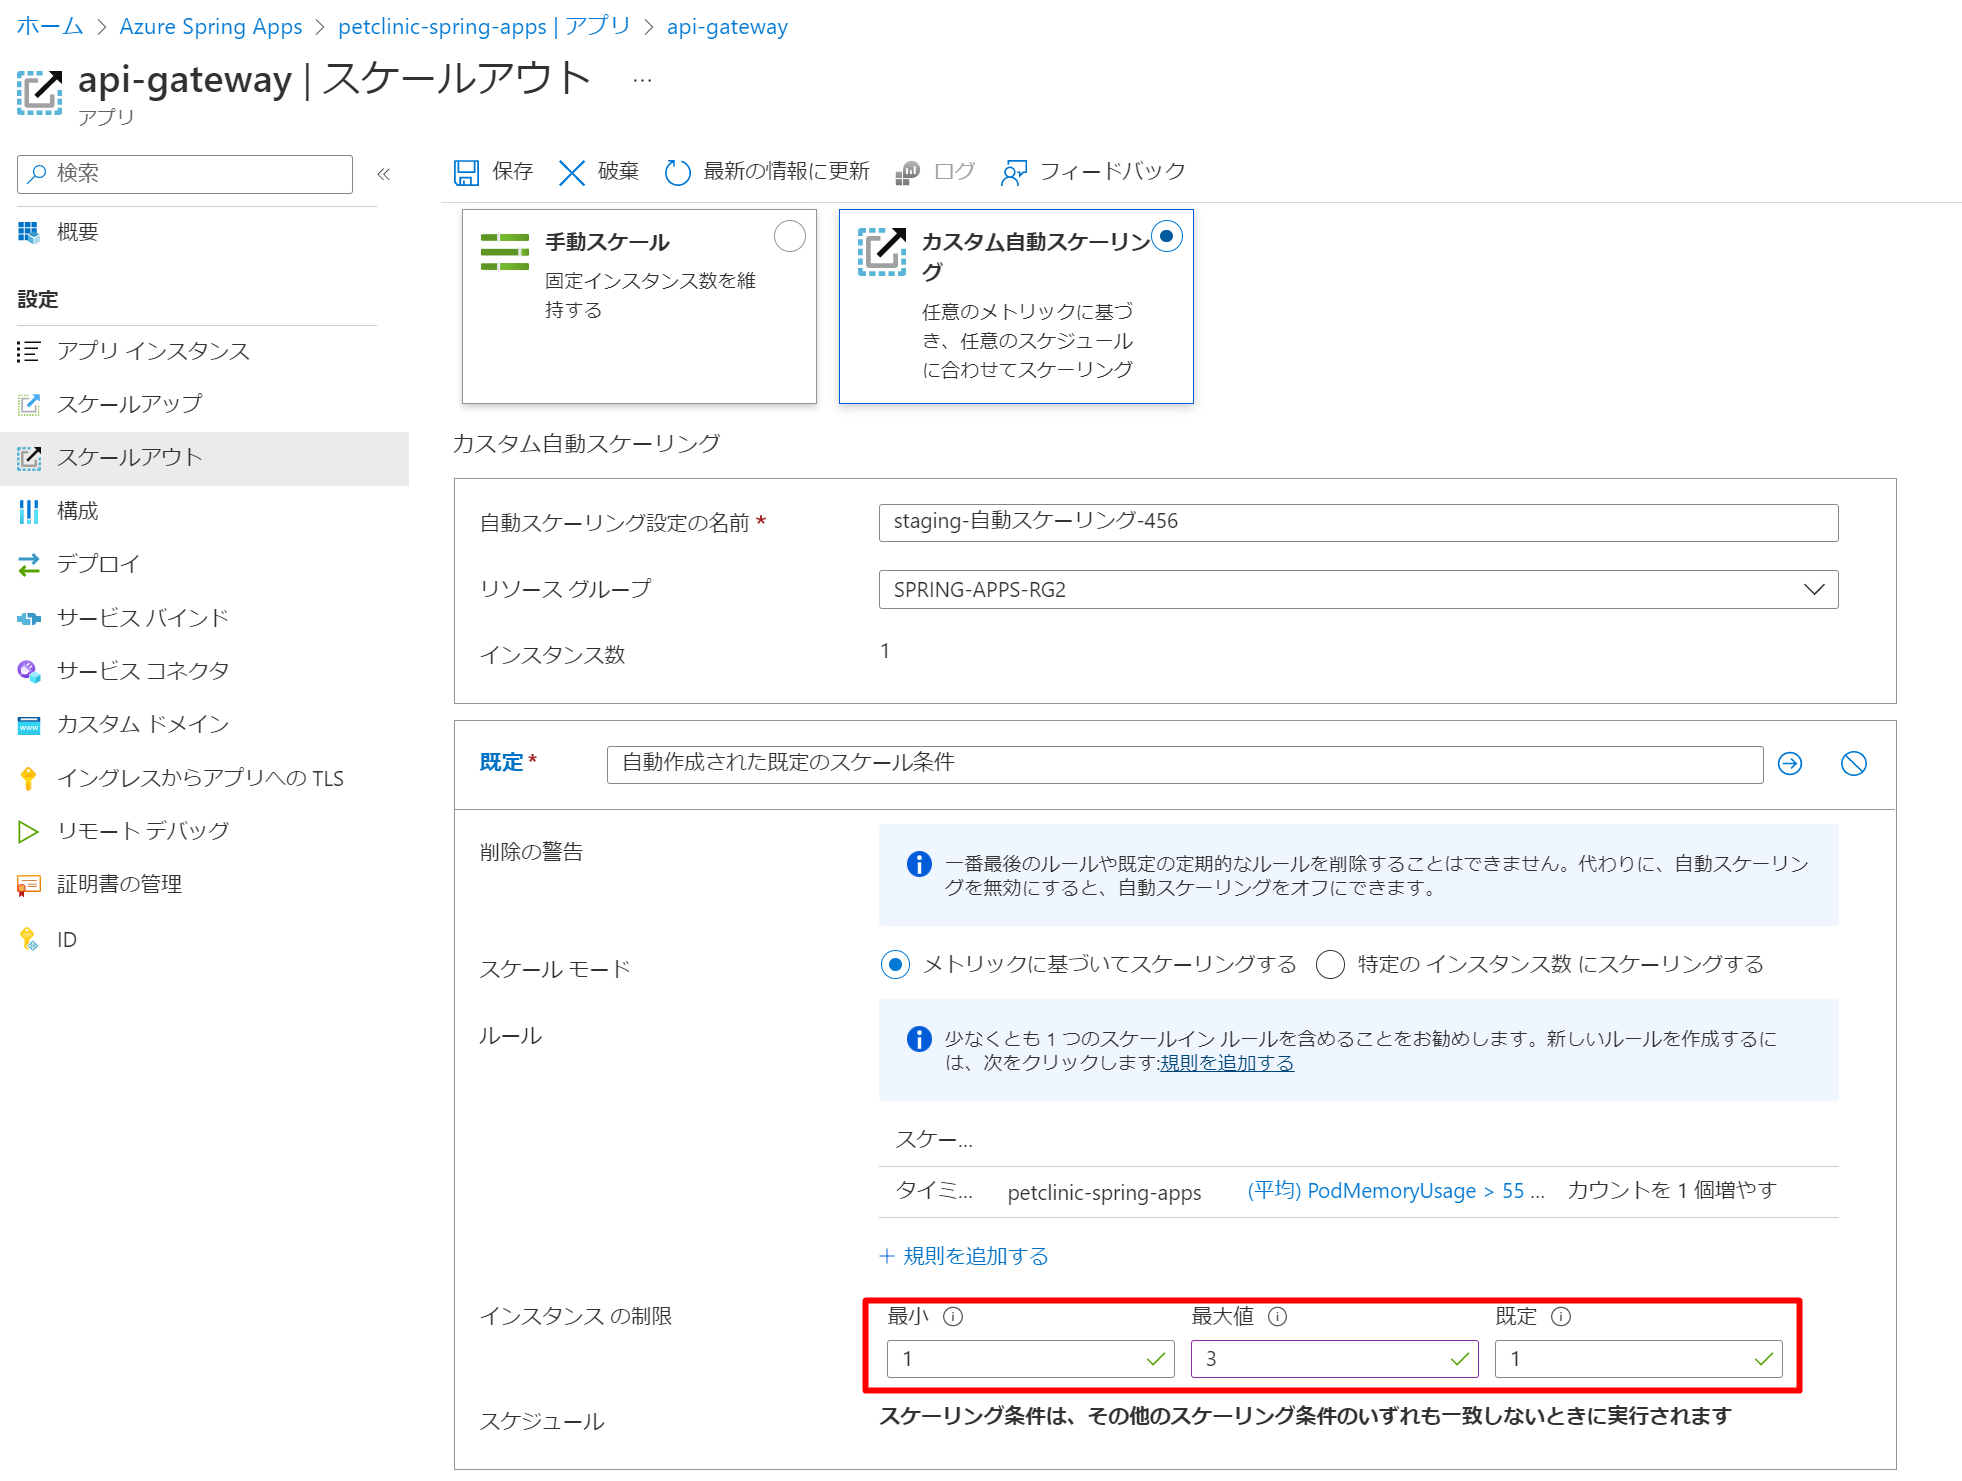 ホーム > Azure Spring Apps > petclinic-spring-apps | アプリ > api-gateway
api-gateway | スケールアウト ...
アプリ
検索 «
概要
設定
アプリ インスタンス
スケールアップ
スケールアウト
構成
デプロイ
サービス バインド
サービス コネクタ
カスタム ドメイン
イングレスからアプリへの TLS
リモート デバッグ
証明書の管理
ID
保存 破棄 最新の情報に更新 ログ フィードバック
手動スケール
固定インスタンス数を維
持する
カスタム自動スケーリン
グ
任意のメトリックに基づ
き、任意のスケジュール
に合わせてスケーリング
カスタム自動スケーリング
自動スケーリング設定の名前 * staging-自動スケーリング-456
リソース グループ SPRING-APPS-RG2
インスタンス数 1
既定 * 自動作成された既定のスケール条件
削除の警告
一番最後のルールや既定の定期的なルールを削除することはできません。代わりに、自動スケーリン
グを無効にすると、自動スケーリングをオフにできます。
スケール モード メトリックに基づいてスケーリングする 特定の インスタンス数 にスケーリングする
ルール
少なくとも 1 つのスケールイン ルールを含めることをお勧めします。新しいルールを作成するに
は、次をクリックします:規則を追加する
スケー...
タイミ... petclinic-spring-apps (平均) PodMemoryUsage > 55 ... カウントを 1 個増やす
+ 規則を追加する
インスタンス の制限 最小 最大値 既定
1 3 1
スケジュール スケーリング条件は、その他のスケーリング条件のいずれも一致しないときに実行されます